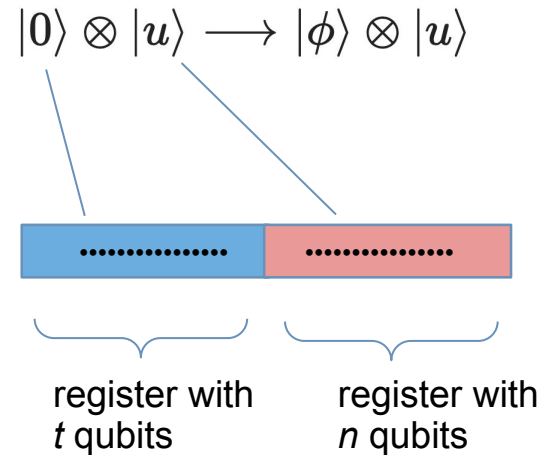 |0⟩ ⊗ |u⟩ ⟶ |ϕ⟩ ⊗ |u⟩
register with
t qubits
register with
n qubits